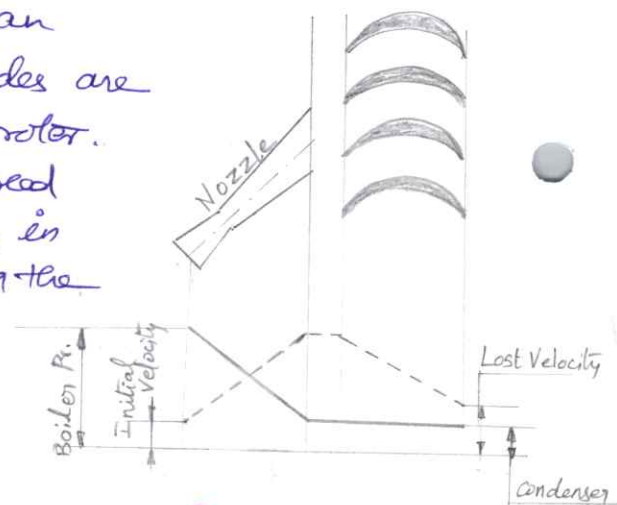 an
des are
rotor.
eed
in
the
Nozzle
Boiler Pr.
Initial
Velocity
Lost Velocity
Condenser